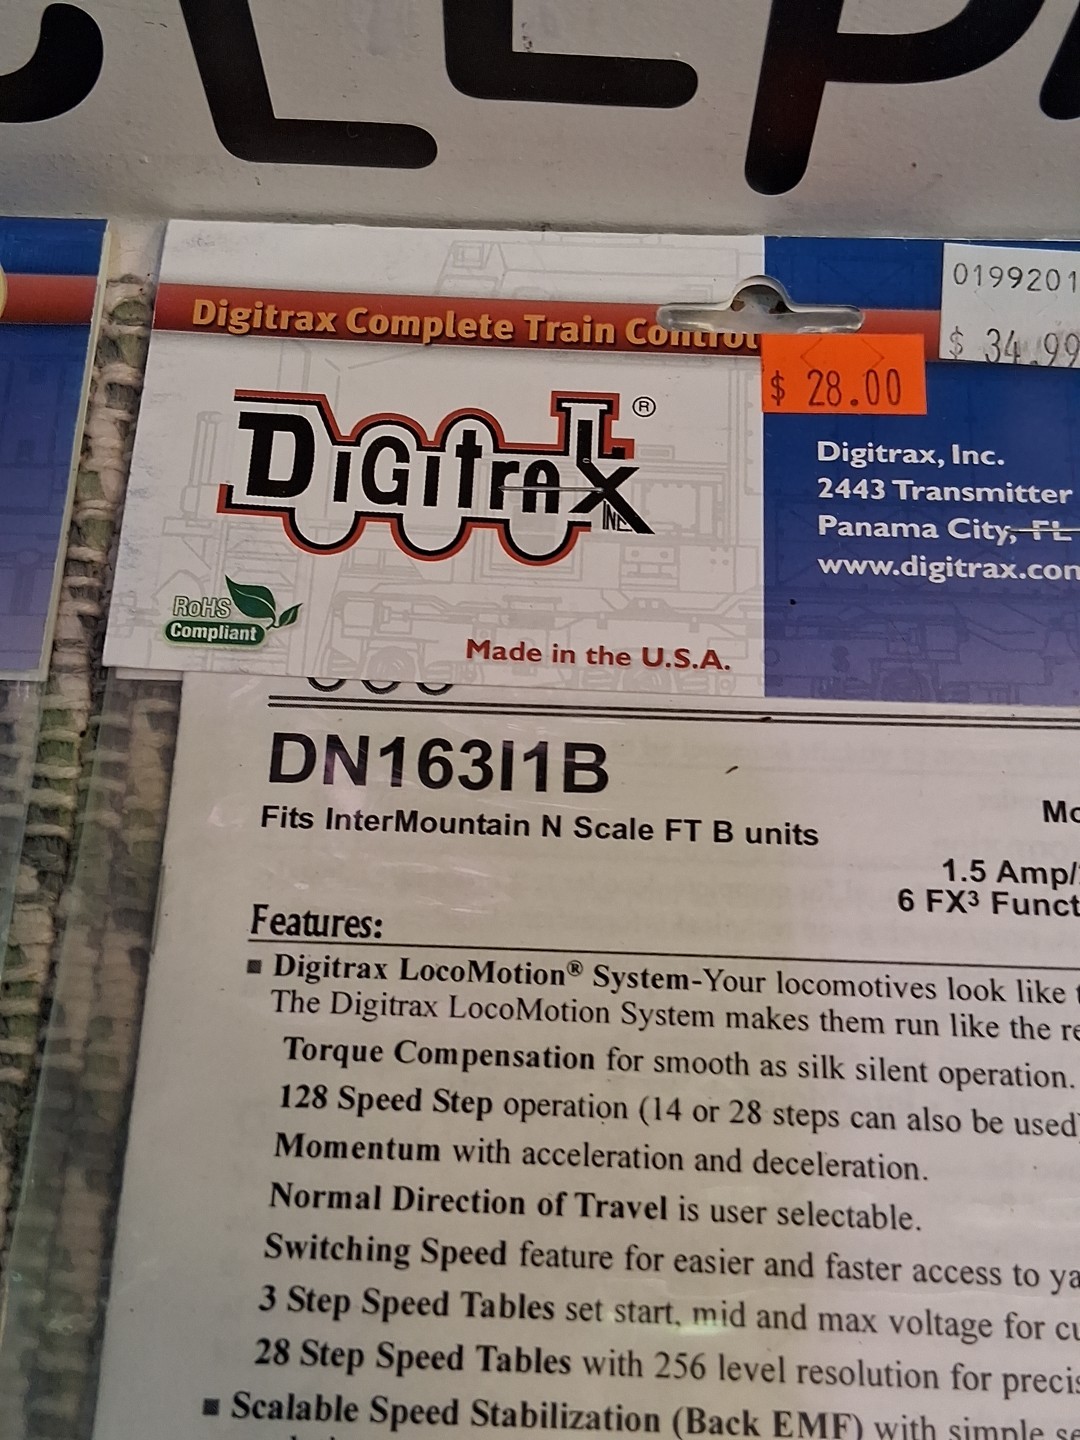 0199201
$ 34.99
Digitrax Complete Train Control
$ 28.00
DiGitrax ®
INC
Digitrax, Inc.
2443 Transmitter
Panama City, FL
www.digitrax.com
RoHS
Compliant
Made in the U.S.A.
DN163I1B
Fits InterMountain N Scale FT B units
1.5 Amp/
6 FX³ Funct
Features:
▪ Digitrax LocoMotion® System-Your locomotives look like
The Digitrax LocoMotion System makes them run like the re
Torque Compensation for smooth as silk silent operation.
128 Speed Step operation (14 or 28 steps can also be used)
Momentum with acceleration and deceleration.
Normal Direction of Travel is user selectable.
Switching Speed feature for easier and faster access to ya
3 Step Speed Tables set start, mid and max voltage for cu
28 Step Speed Tables with 256 level resolution for precis
▪ Scalable Speed Stabilization (Back EMF) with simple se